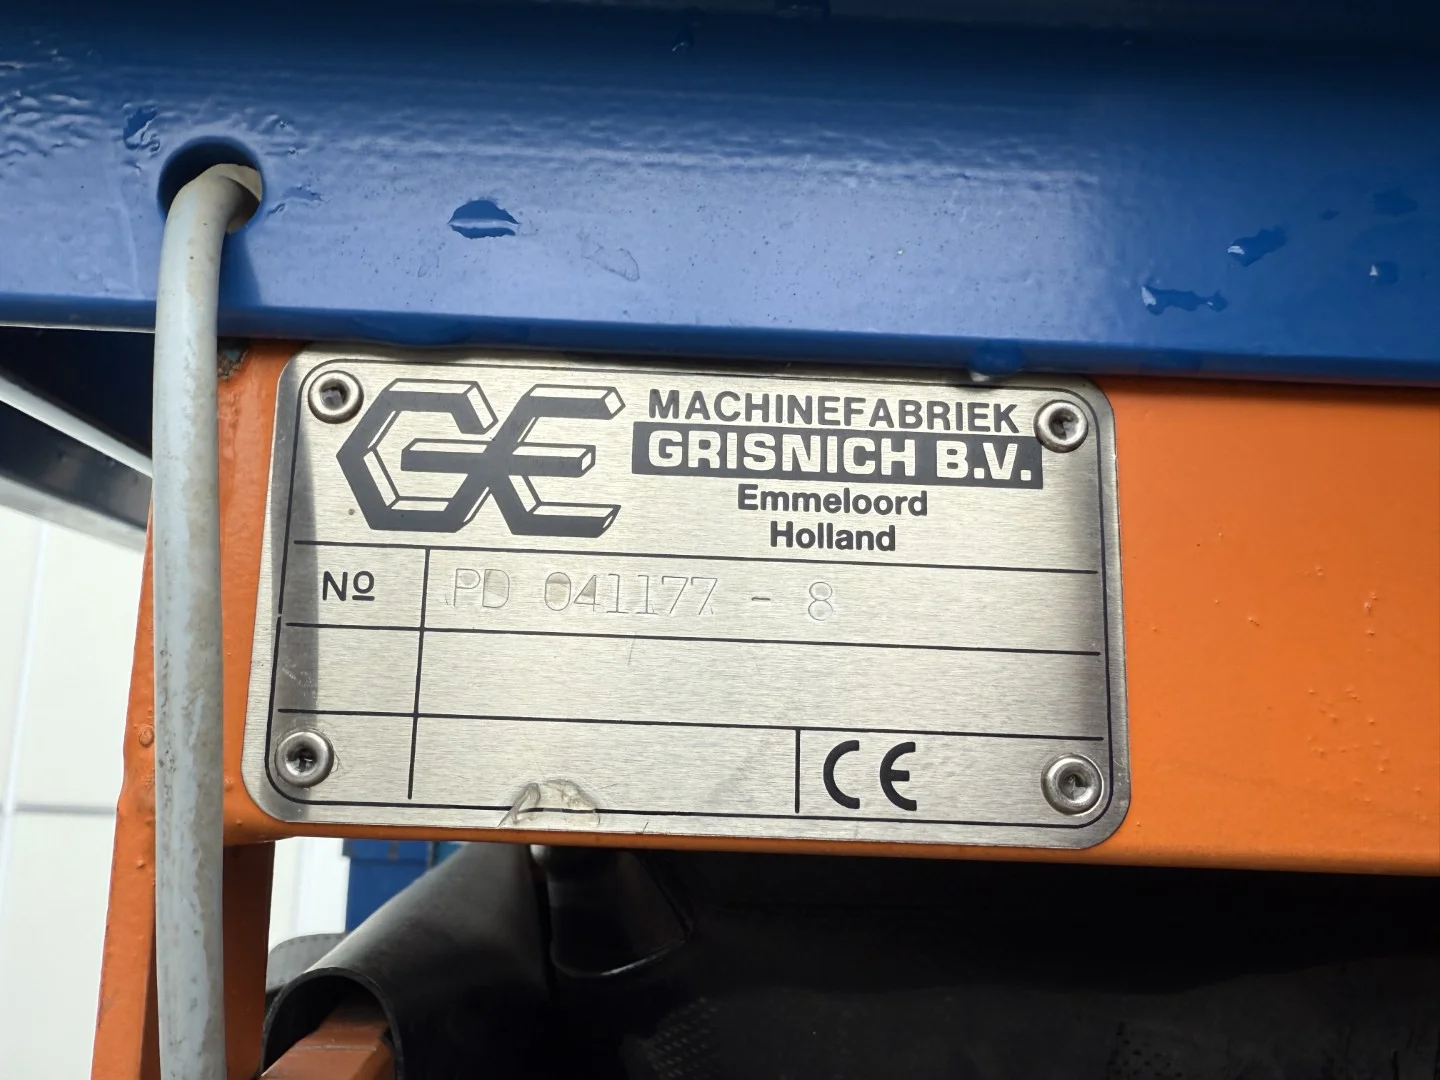 GE
MACHINEFABRIEK
GRISNICH B.V.
Emmeloord
Holland
Nº PD 041177 - 8
CE